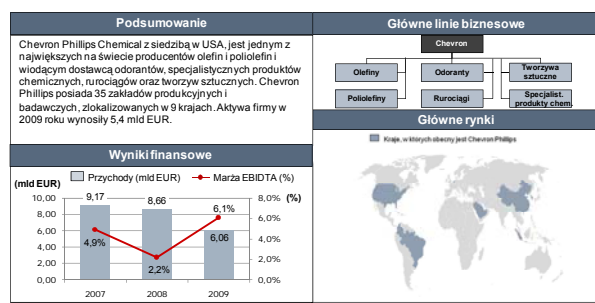 Podsumowanie
Chevron Phillips Chemical z siedzibą w USA, jest jednym z
największych na świecie producentów olefin i poliolefin i
wiodącym dostawcą odorantów, specjalistycznych produktów
chemicznych, rurociągów oraz tworzyw sztucznych. Chevron
Phillips posiada 35 zakładów produkcyjnych i
badawczych, zlokalizowanych w 9 krajach. Aktywa firmy w
2009 roku wynosiły 5,4 mld EUR.
Główne linie biznesowe
Chevron
Olefiny
Odoranty
Tworzywa
sztuczne
Poliolefiny
Rurociągi
Specjalist.
produkty chem.
Główne rynki
Kraje, w których obecny jest Chevron Phillips
Wyniki finansowe
Przychody (mld EUR)
Marża EBIDTA (%)
(mld EUR)
(%)
10,00
8,00
6,00
4,00
2,00
0,00
9,17
8,66
6,06
4,9%
2,2%
6,1%
8,0%
6,0%
4,0%
2,0%
0,0%
2007
2008
2009